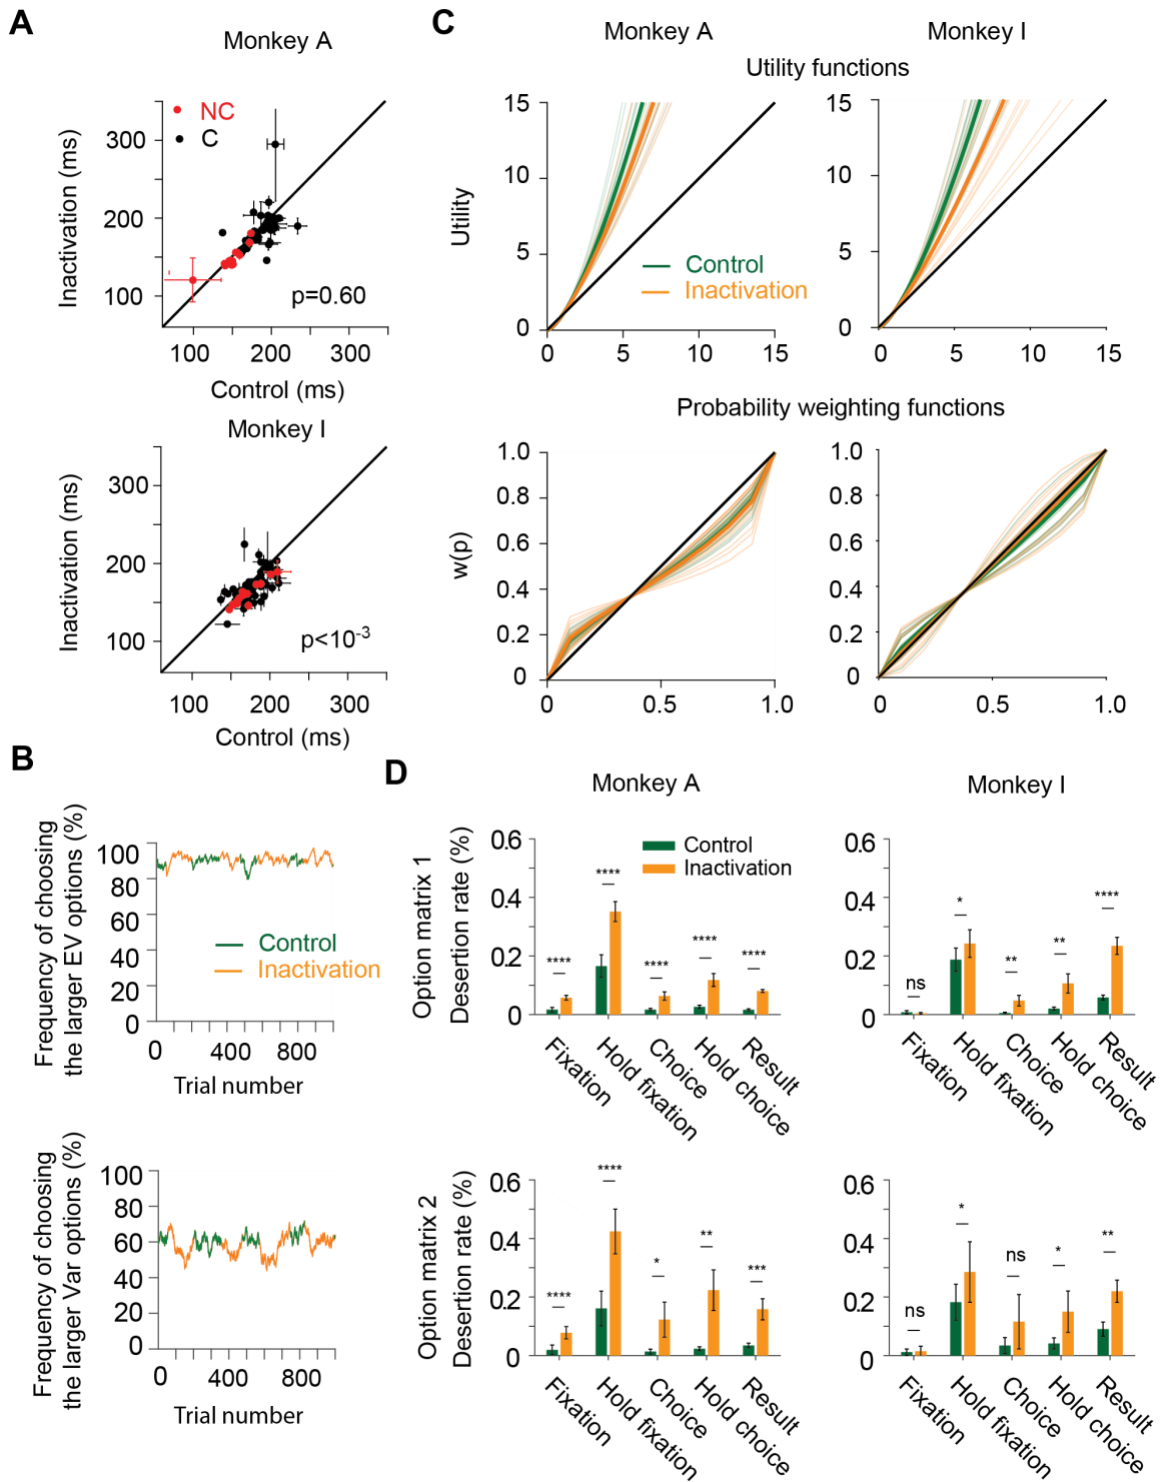 A
Monkey A
NC
C
Inactivation (ms)
300
200
100
p=0.60
100 200 300
Control (ms)
Monkey I
Inactivation (ms)
300
200
100
p<10-3
100 200 300
Control (ms)
B
Frequency of choosing
the larger EV options (%)
100
80
60
40
20
0
Control
Inactivation
0 400 800
Trial number
Frequency of choosing
the larger Var options (%)
100
80
60
40
20
0
0 400 800
Trial number
C
Monkey A Monkey I
Utility functions
Utility
15
10
5
0
Control
Inactivation
0 5 10 15
15
10
5
0
0 5 10 15
Probability weighting functions
w(p)
1.0
0.8
0.6
0.4
0.2
0
0 0.5 1.0
1.0
0.8
0.6
0.4
0.2
0
0 0.5 1.0
D
Monkey A Monkey I
Option matrix 1
Desertion rate (%)
0.6
0.4
0.2
0
Control
Inactivation
**** **** **** **** ****
Fixation
Hold fixation
Choice
Hold choice
Result
0.6
0.4
0.2
0
ns * ** ** ****
Fixation
Hold fixation
Choice
Hold choice
Result
Option matrix 2
Desertion rate (%)
0.6
0.4
0.2
0
**** **** * ** ***
Fixation
Hold fixation
Choice
Hold choice
Result
0.6
0.4
0.2
0
ns * ns * **
Fixation
Hold fixation
Choice
Hold choice
Result